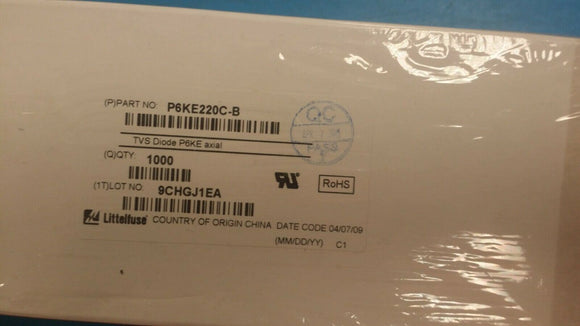 (P)PART NO: P6KE220C-B
QC
TVS Diode P6KE axial
PASS
(Q)QTY: 1000
RoHS
(1T)LOT NO: 9CHGJ1EA
Littelfuse COUNTRY OF ORIGIN CHINA DATE CODE 04/07/09
(MM/DD/YY) C1